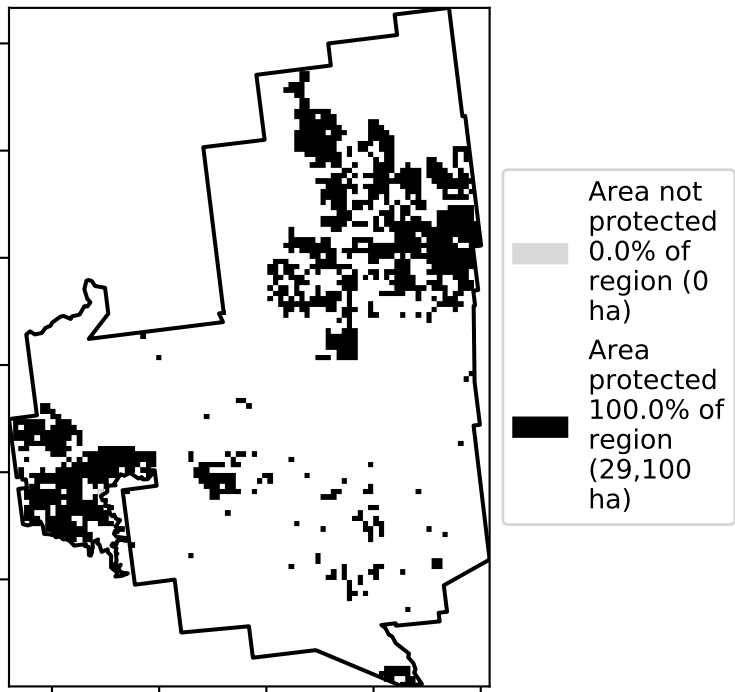 Area not
protected
0.0% of
region (0
ha)
Area
protected
100.0% of
region
(29,100
ha)